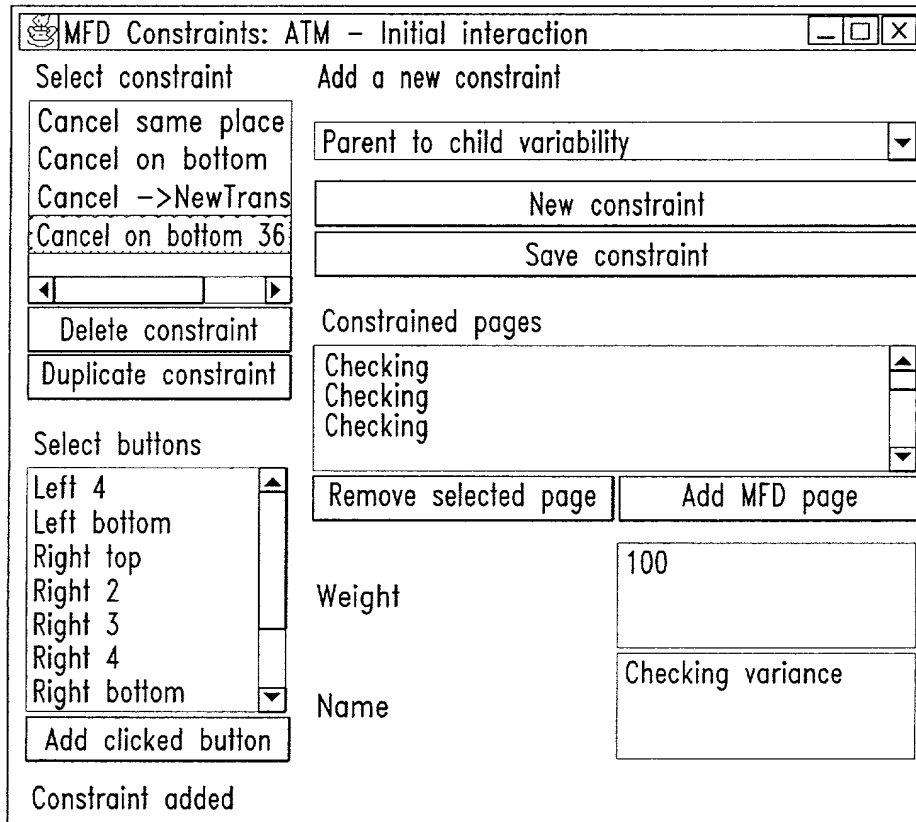 MFD Constraints: ATM – Initial interaction
Select constraint
Cancel same place
Cancel on bottom
Cancel –>NewTrans
Cancel on bottom 36
Delete constraint
Duplicate constraint
Select buttons
Left 4
Left bottom
Right top
Right 2
Right 3
Right 4
Right bottom
Add clicked button
Constraint added
Add a new constraint
Parent to child variability
New constraint
Save constraint
Constrained pages
Checking
Checking
Checking
Remove selected page
Add MFD page
Weight
100
Name
Checking variance